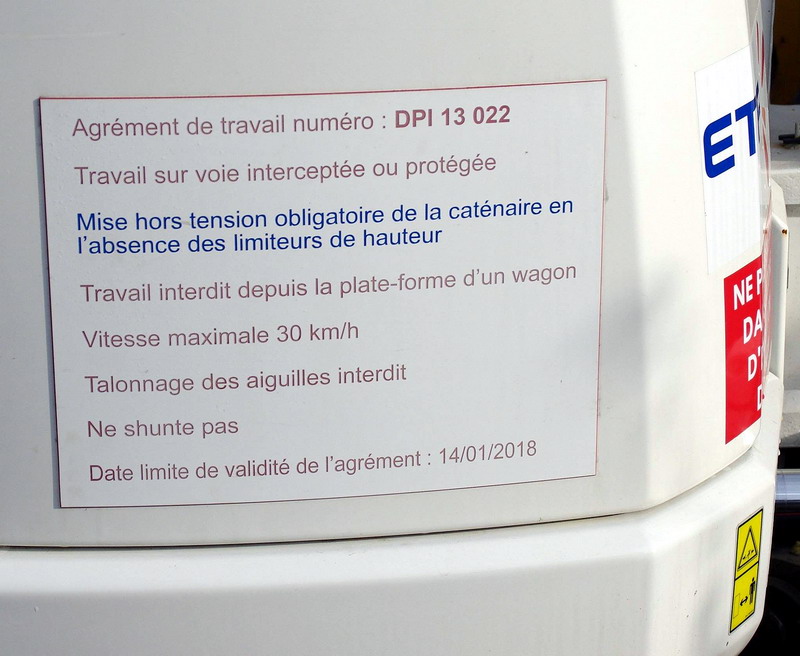 Agrément de travail numéro : DPI 13 022
Travail sur voie interceptée ou protégée
Mise hors tension obligatoire de la caténaire en
l'absence des limiteurs de hauteur
Travail interdit depuis la plate-forme d'un wagon
Vitesse maximale 30 km/h
Talonnage des aiguilles interdit
Ne shunte pas
Date limite de validité de l'agrément : 14/01/2018
NE